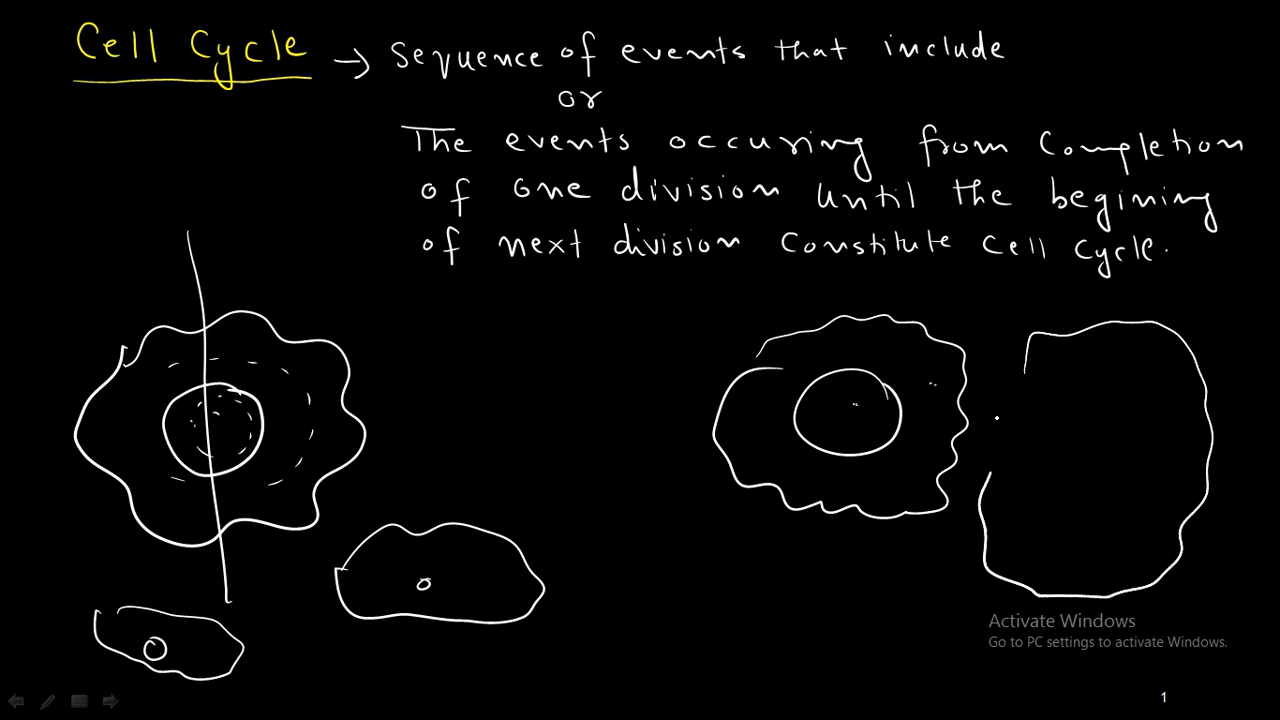 Cell Cycle → Sequence of events that include
or
The events occuring from Completion
of one division until the begining
of next division Constitute Cell Cycle.
Activate Windows
Go to PC settings to activate Windows.
1